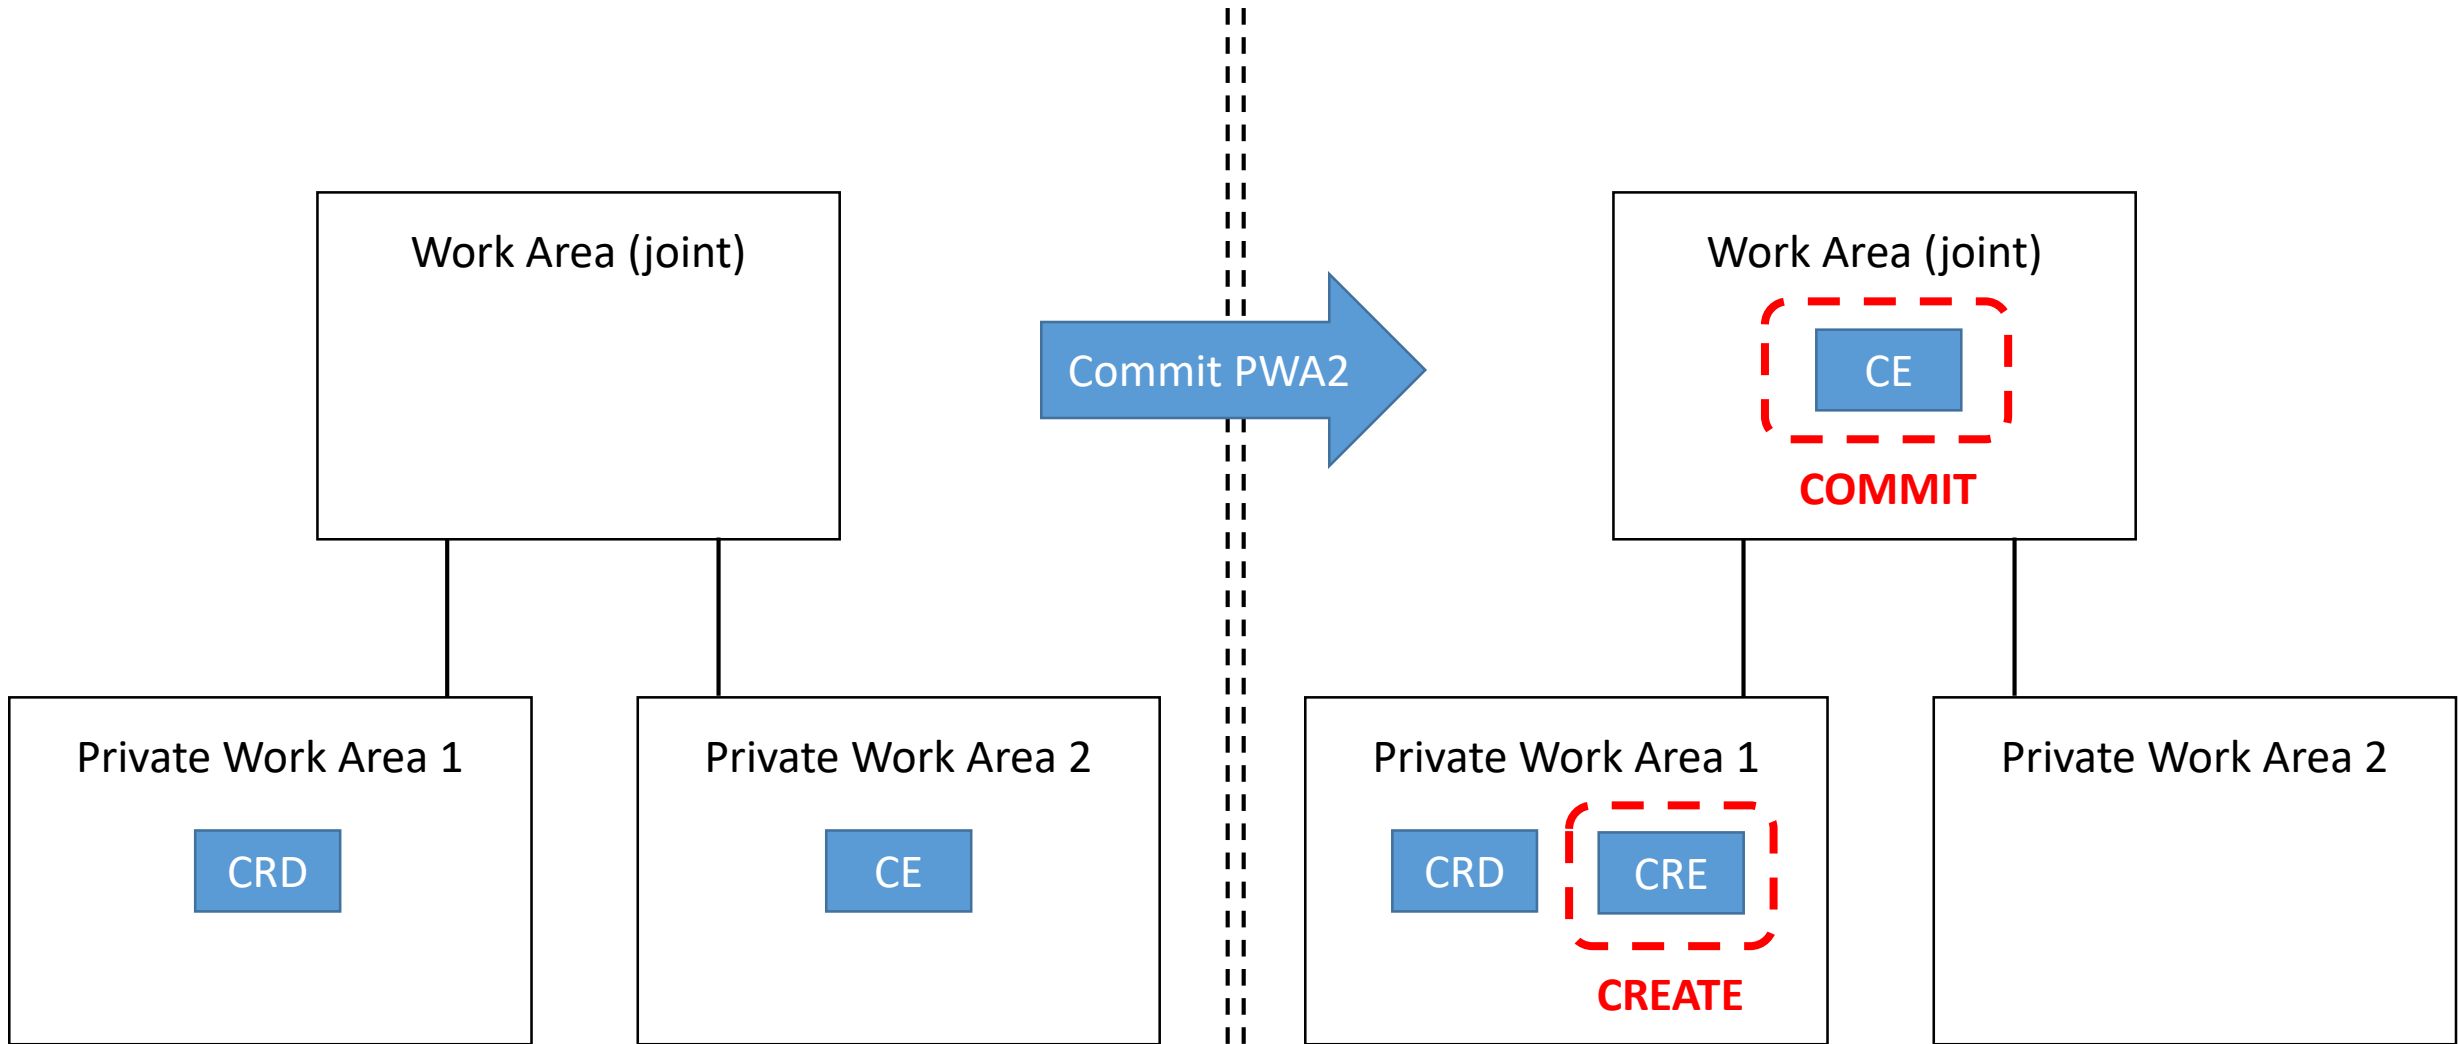 Work Area (joint)
Private Work Area 1
CRD
Private Work Area 2
CE
Commit PWA2
Work Area (joint)
CE
COMMIT
Private Work Area 1
CRD
CRE
CREATE
Private Work Area 2